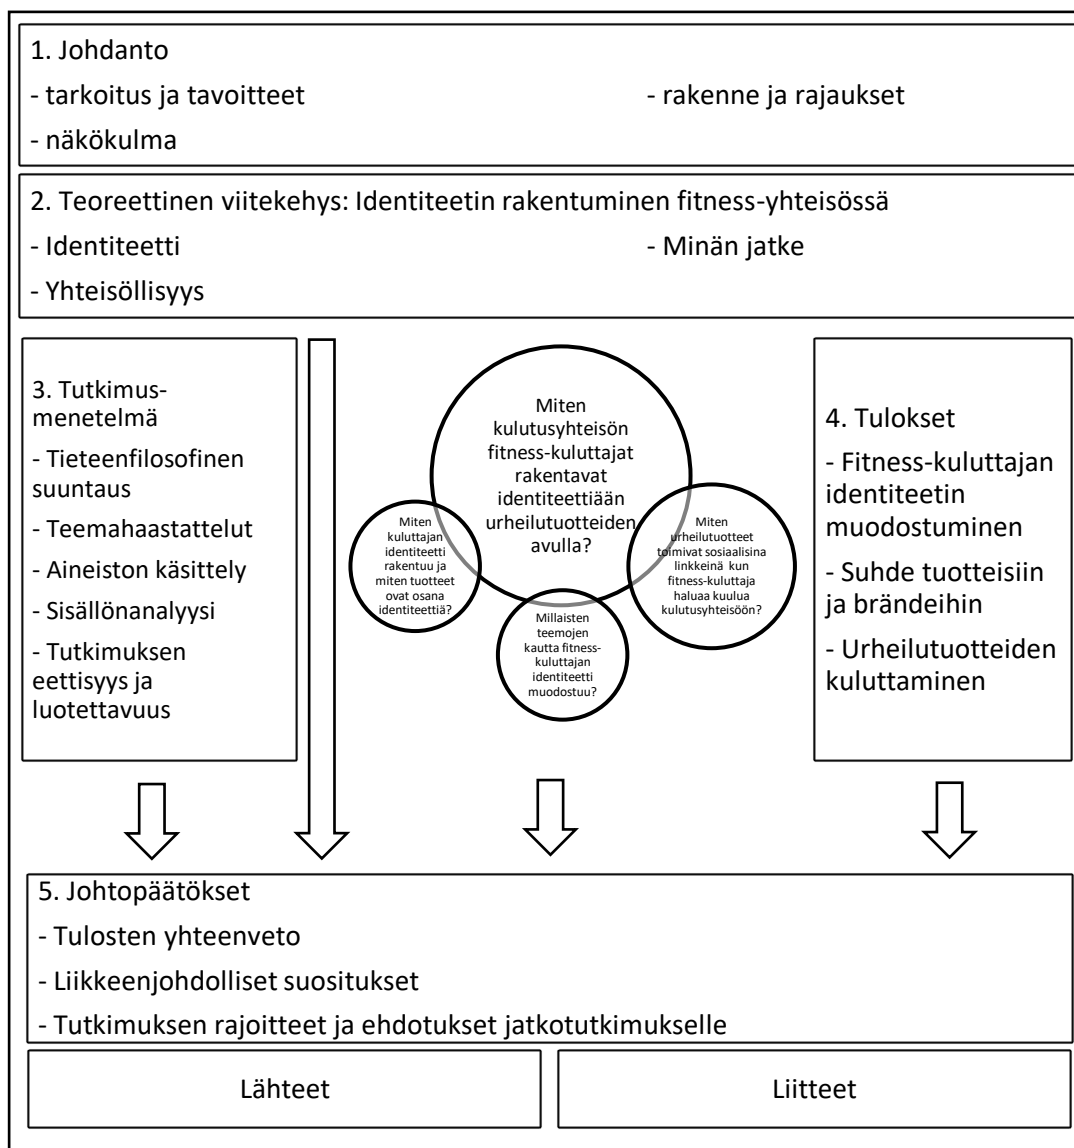 1. Johdanto
- tarkoitus ja tavoitteet
- rakenne ja rajaukset
- näkökulma
2. Teoreettinen viitekehys: Identiteetin rakentuminen fitness-yhteisössä
- Identiteetti
- Minän jatke
- Yhteisöllisyys
3. Tutkimus-
menetelmä
- Tieteenfilosofinen
suuntaus
- Teemahaastattelut
- Aineiston käsittely
- Sisällönanalyysi
- Tutkimuksen
eettisyys ja
luotettavuus
Miten
kulutusyhteisön
fitness-kuluttajat
rakentavat
identiteettiään
urheilutuotteiden
avulla?
Miten
kuluttajan
identiteetti
rakentuu ja
miten tuotteet
ovat osana
identiteettiä?
Millaisten
teemojen
kautta fitness-
kuluttajan
identiteetti
muodostuu?
Miten
urheilutuotteet
toimivat sosiaalisina
linkkeinä kun
fitness-kuluttaja
haluaa kuulua
kulutusyhteisöön?
4. Tulokset
- Fitness-kuluttajan
identiteetin
muodostuminen
- Suhde tuotteisiin
ja brändeihin
- Urheilutuotteiden
kuluttaminen
5. Johtopäätökset
- Tulosten yhteenveto
- Liikkeenjohdolliset suositukset
- Tutkimuksen rajoitteet ja ehdotukset jatkotutkimukselle
Lähteet
Liitteet